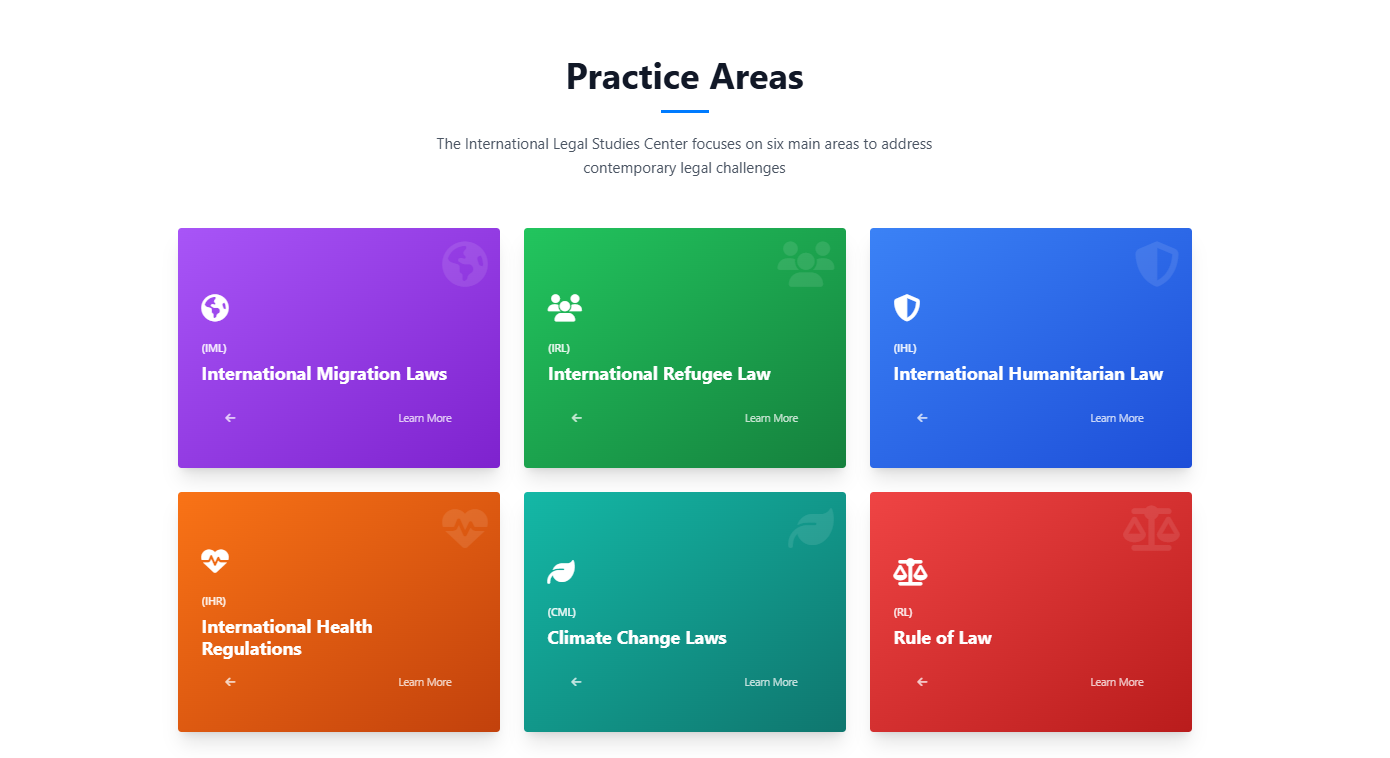 Practice Areas
The International Legal Studies Center focuses on six main areas to address
contemporary legal challenges
(IML)
International Migration Laws
Learn More
(IRL)
International Refugee Law
Learn More
(IHL)
International Humanitarian Law
Learn More
(IHR)
International Health
Regulations
Learn More
(CML)
Climate Change Laws
Learn More
(RL)
Rule of Law
Learn More